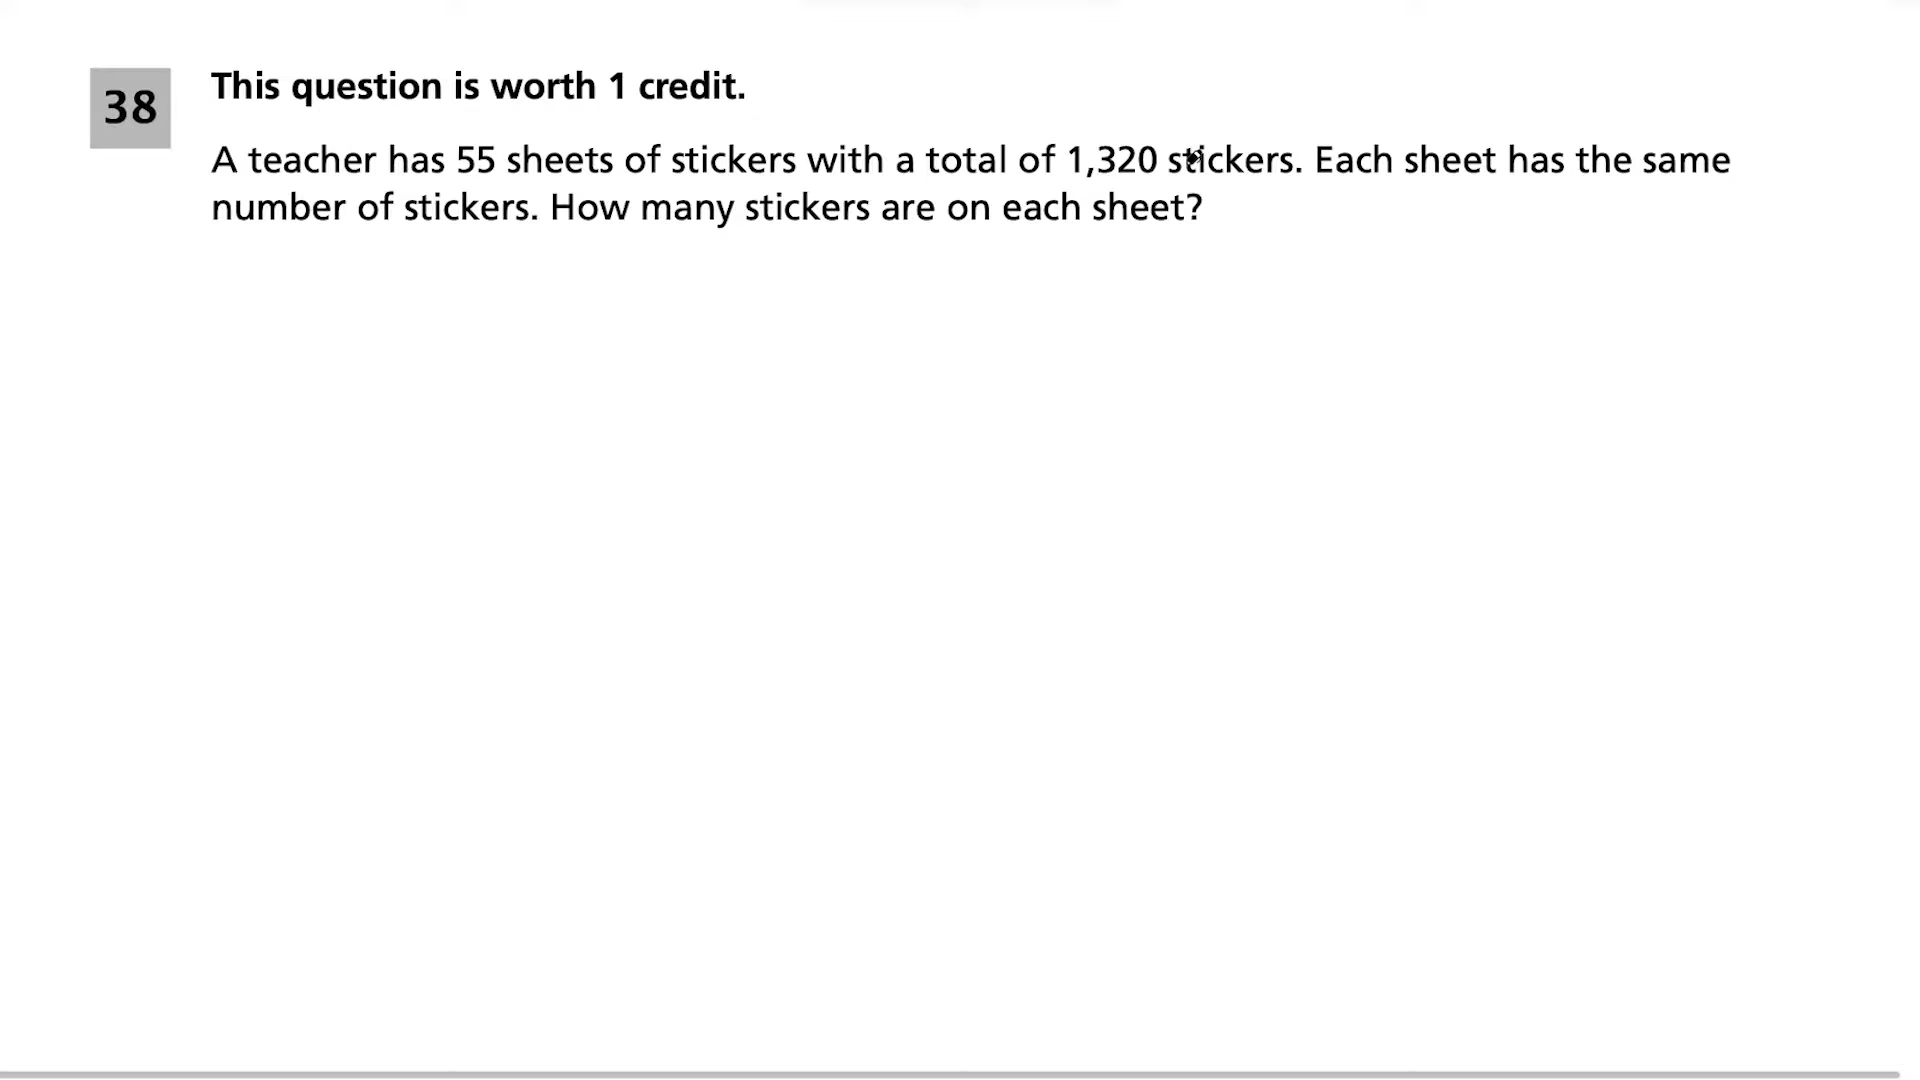 38
This question is worth 1 credit.
A teacher has 55 sheets of stickers with a total of 1,320 stickers. Each sheet has the same
number of stickers. How many stickers are on each sheet?